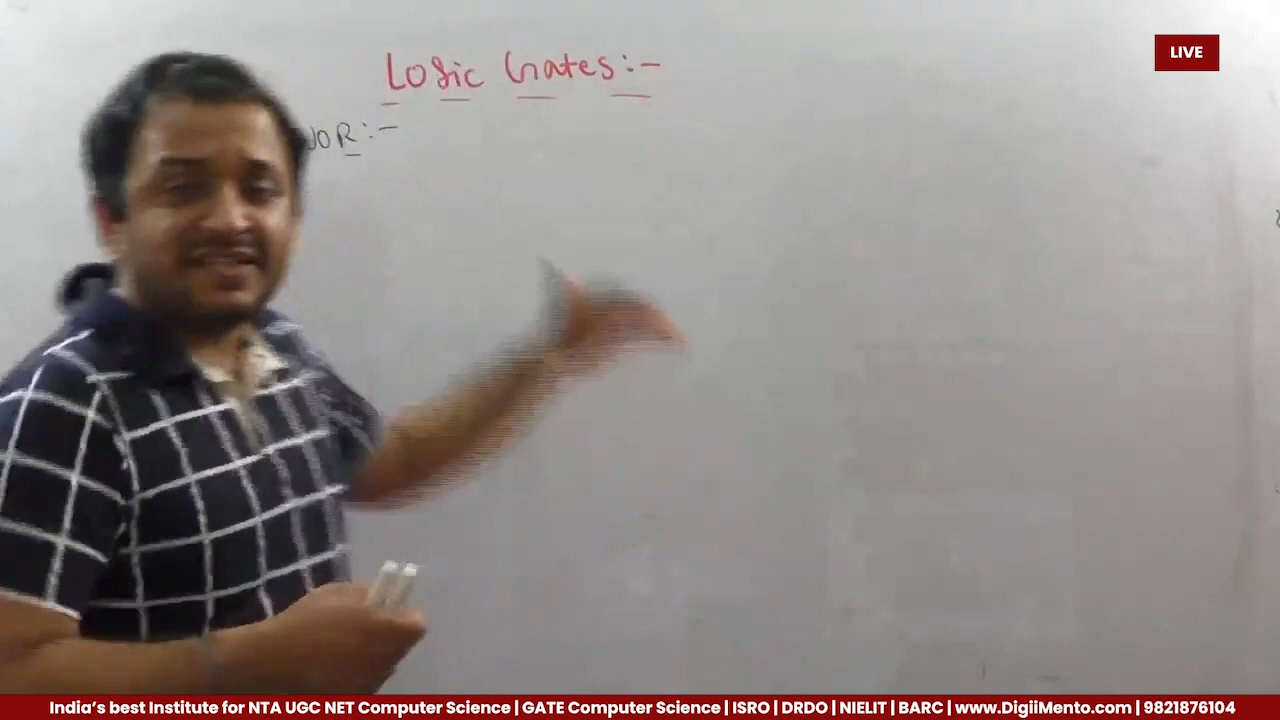 LIVE
Logic Gates:-
NOR:-
India's best Institute for NTA UGC NET Computer Science | GATE Computer Science | ISRO | DRDO | NIELIT | BARC | www.DigiiMento.com | 9821876104